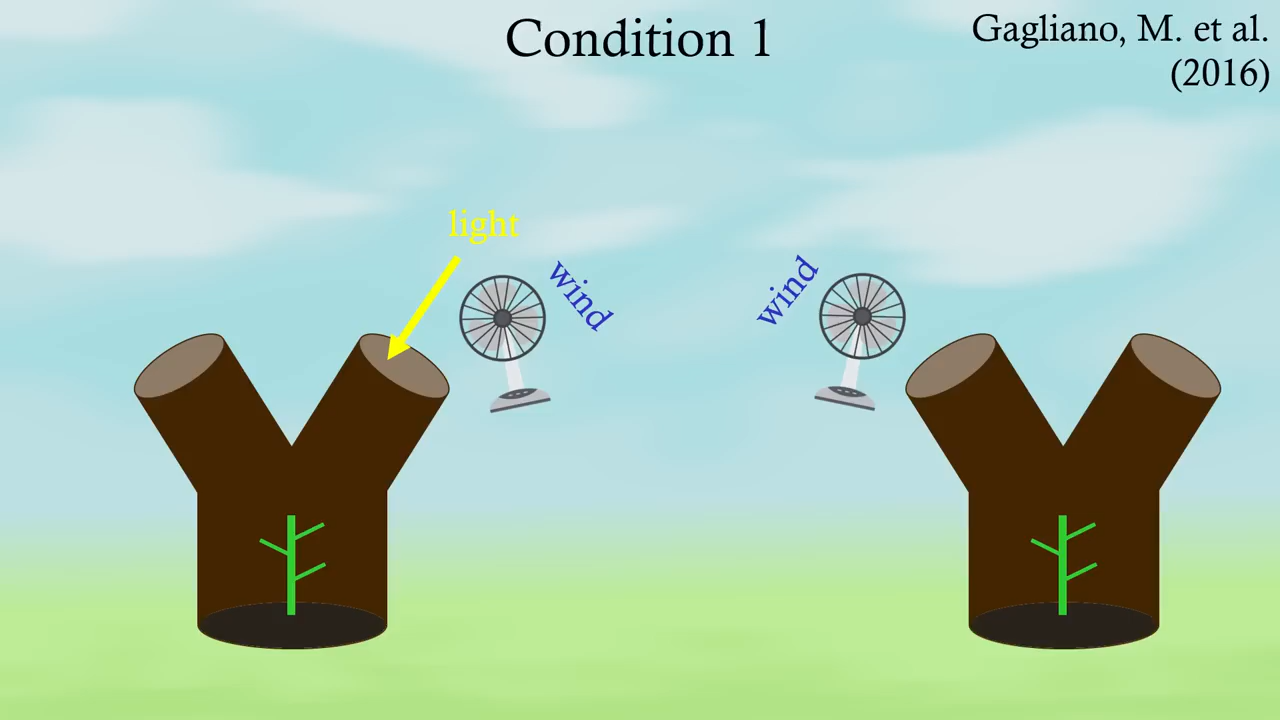 Condition 1
Gagliano, M. et al.
(2016)
light
wind
wind